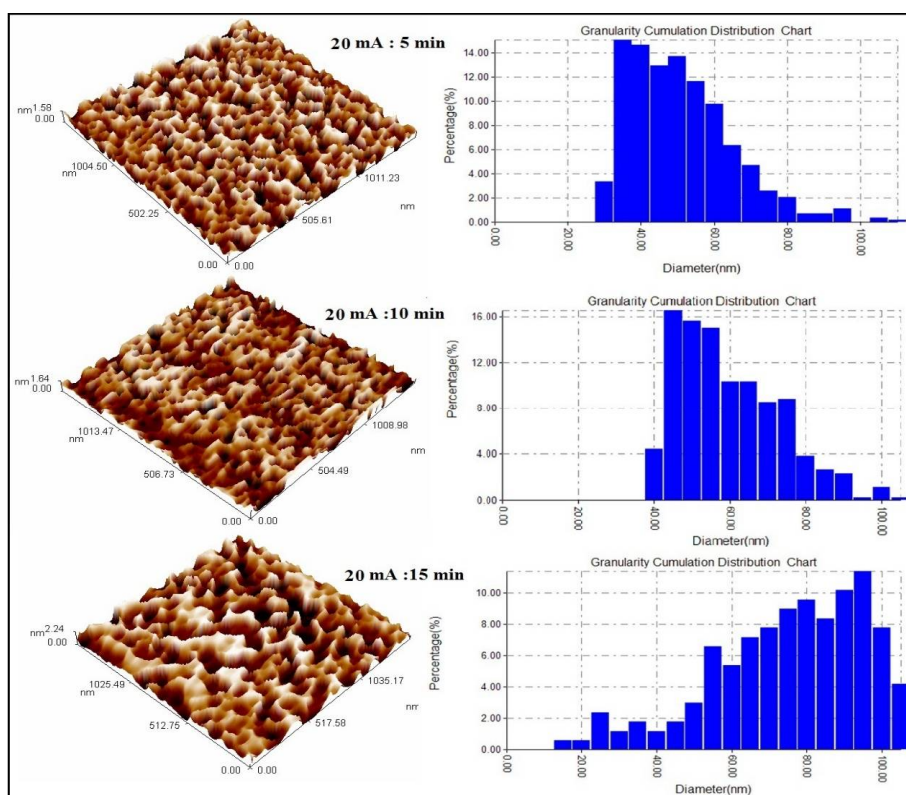 20 mA : 5 min
nm 1.58
0.00
1004.50
nm
502.25
0.00
0.00
505.61
1011.23
nm
Granularity Cumulation Distribution Chart
Percentage(%)
14.00
12.00
10.00
8.00
6.00
4.00
2.00
0.00
0.00
20.00
40.00
60.00
80.00
100.00
Diameter(nm)
20 mA :10 min
nm 1.64
0.00
1013.47
nm
506.73
0.00
0.00
504.49
1008.98
nm
Granularity Cumulation Distribution Chart
Percentage(%)
16.00
12.00
8.00
4.00
0.00
0.00
20.00
40.00
60.00
80.00
100.00
Diameter(nm)
20 mA :15 min
nm 2.24
0.00
1025.49
nm
512.75
0.00
0.00
517.58
1035.17
nm
Granularity Cumulation Distribution Chart
Percentage(%)
10.00
8.00
6.00
4.00
2.00
0.00
0.00
20.00
40.00
60.00
80.00
100.00
Diameter(nm)